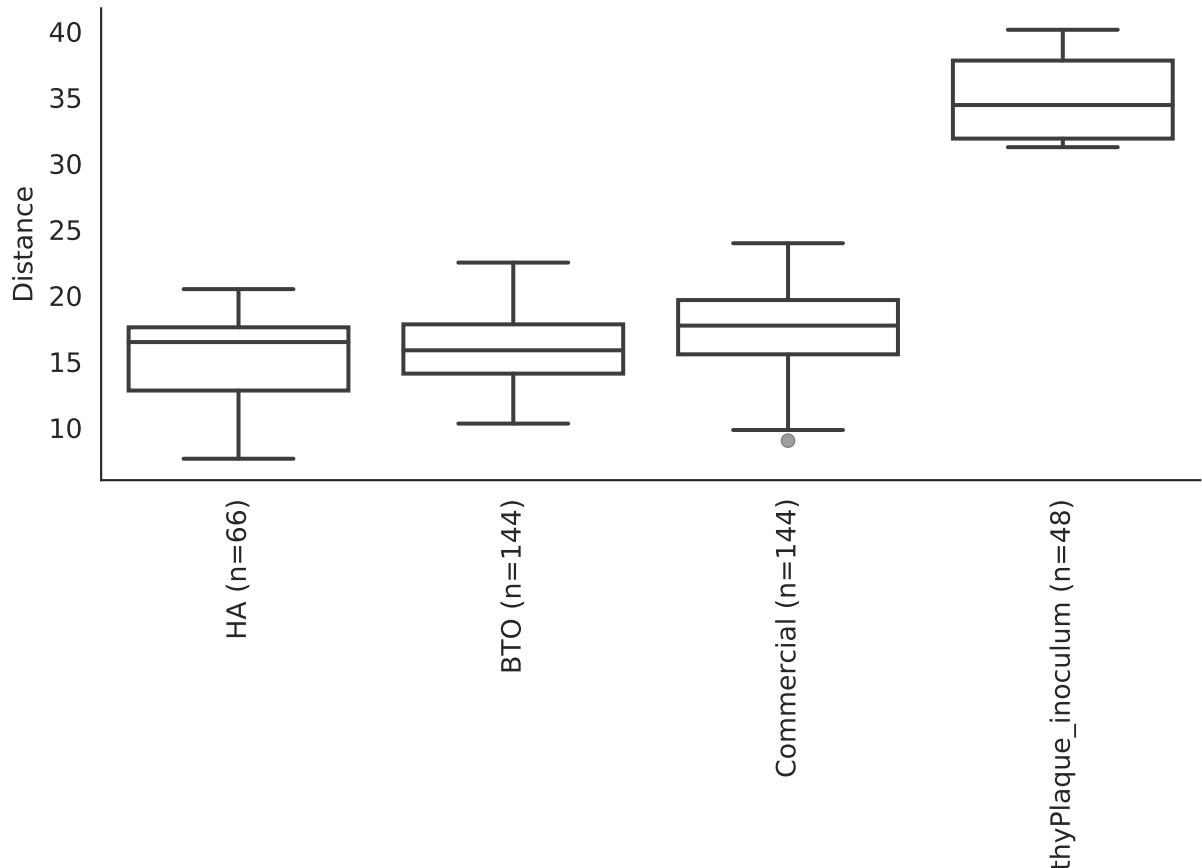 40
35
30
25
20
15
10
Distance
HA (n=66)
BTO (n=144)
Commercial (n=144)
thyPlaque_inoculum (n=48)